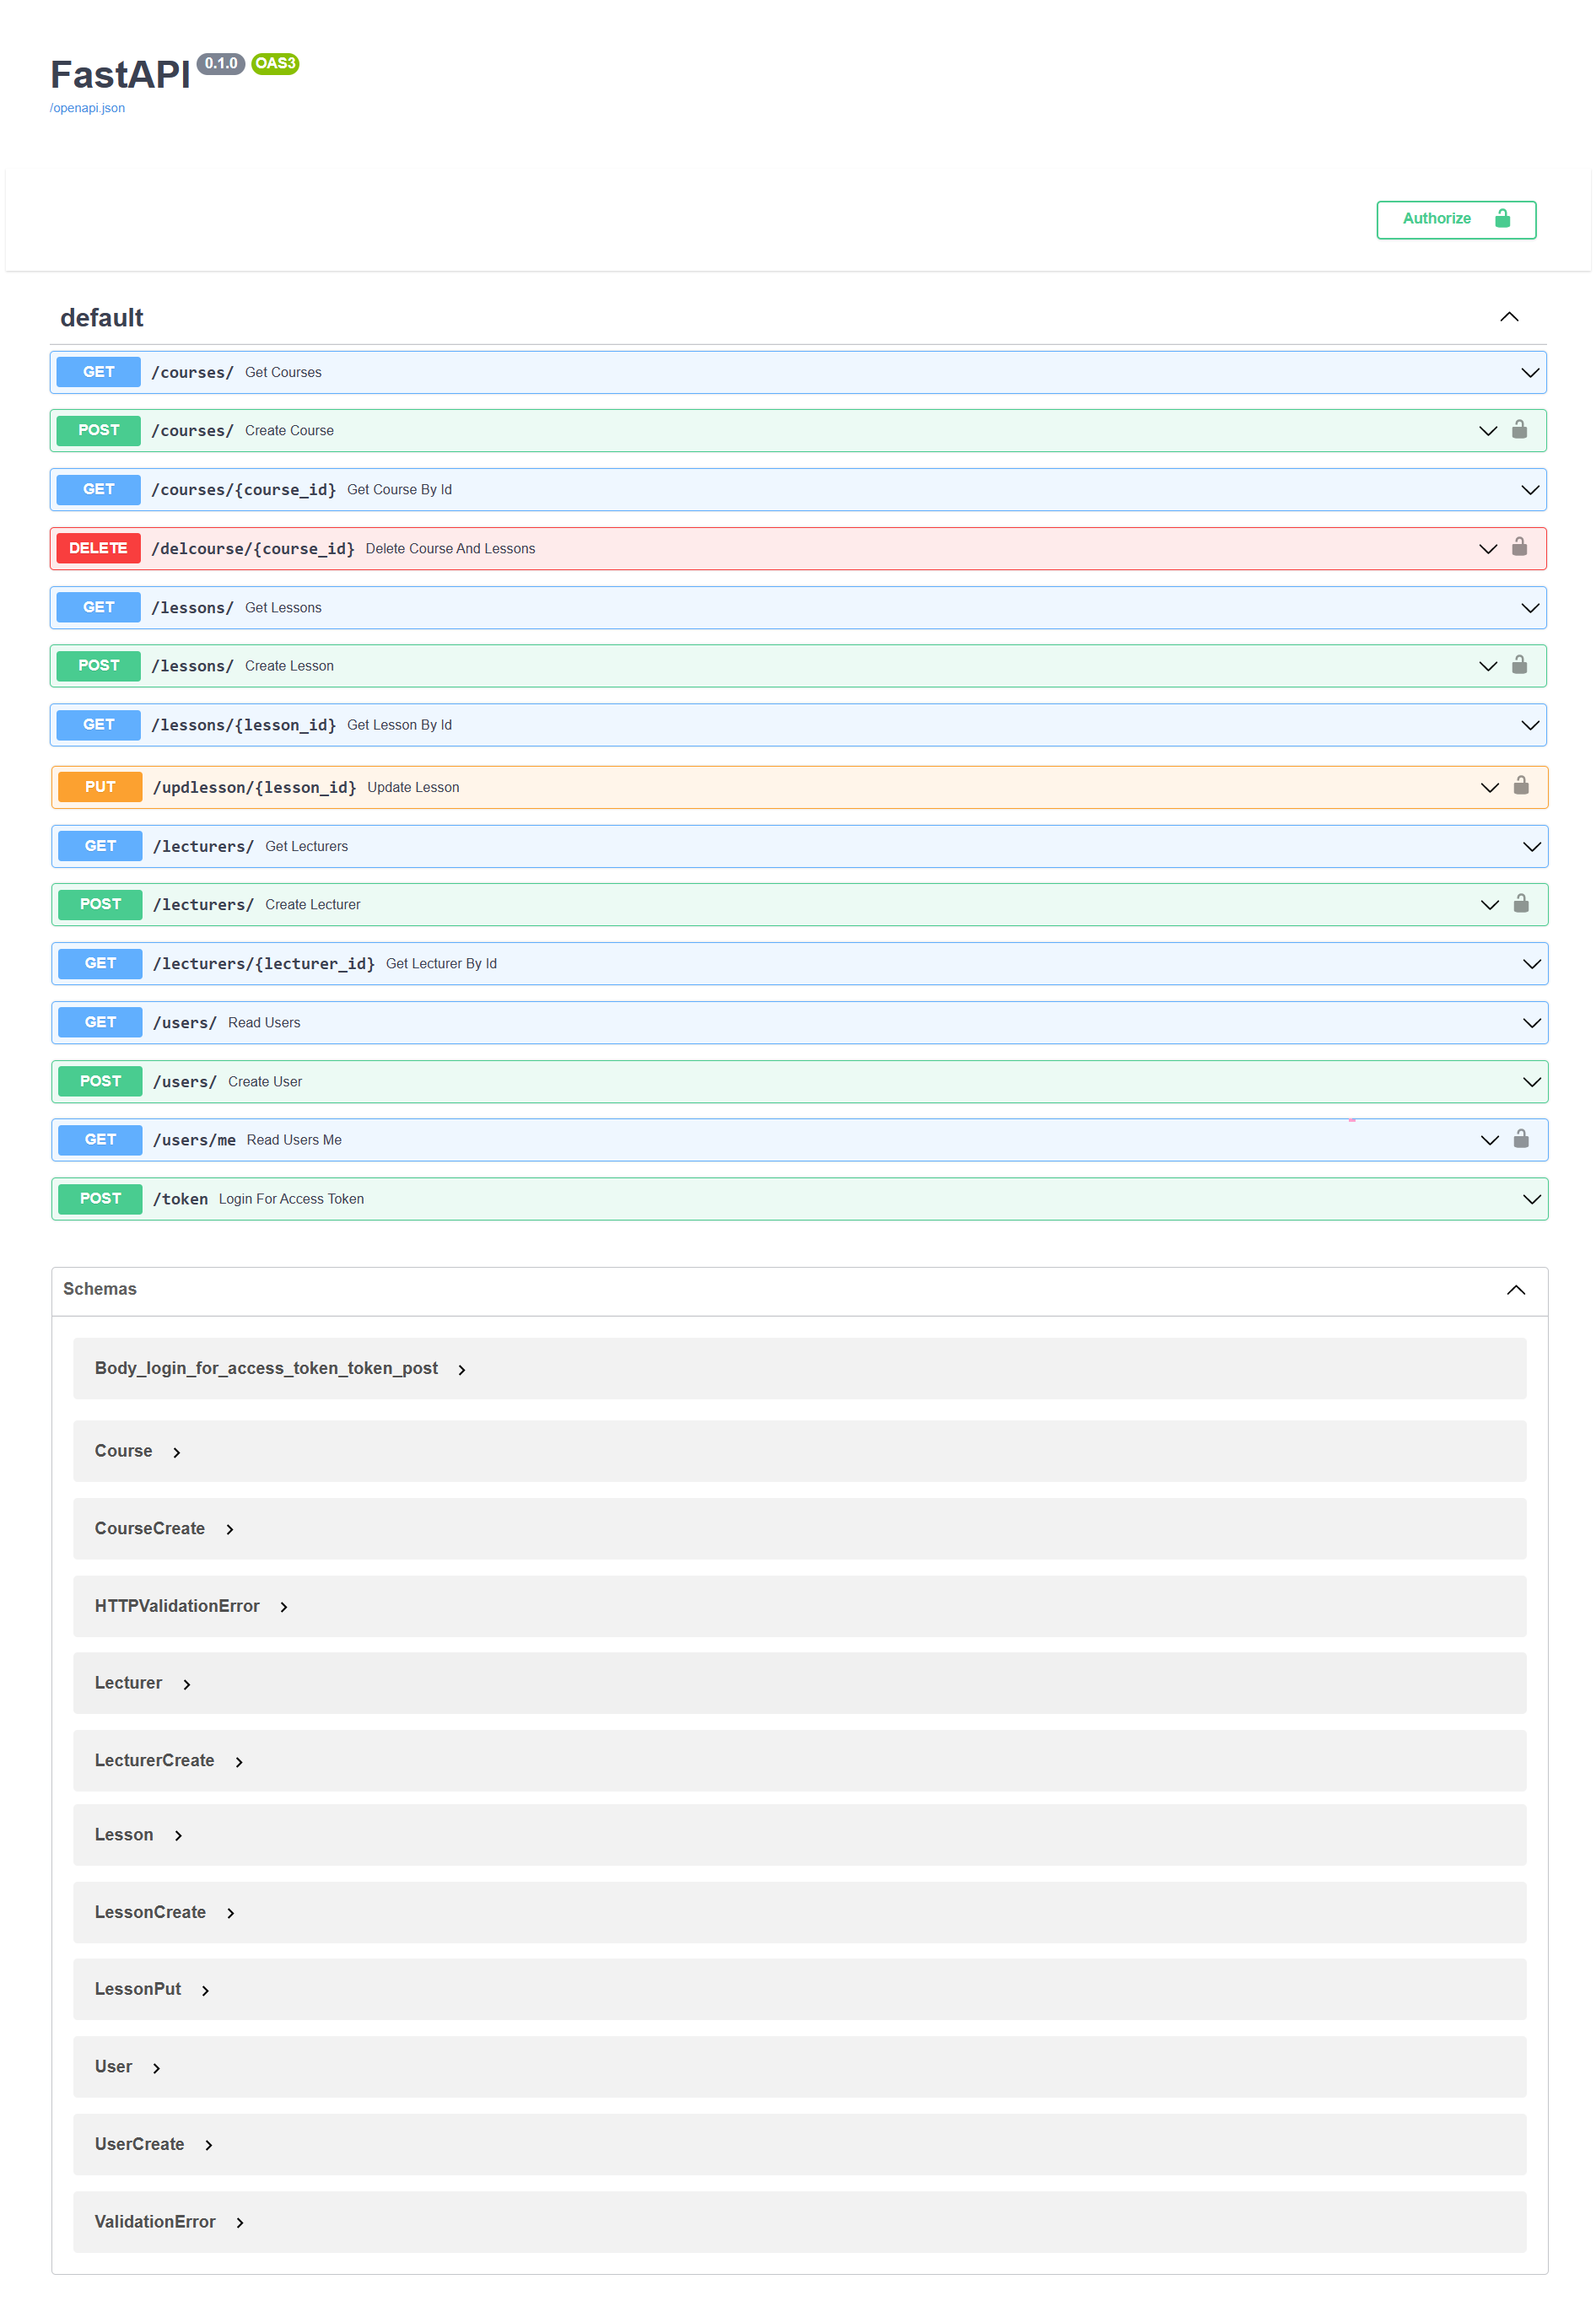 FastAPI 0.1.0 OAS3
/openapi.json
Authorize
default
GET /courses/ Get Courses
POST /courses/ Create Course
GET /courses/{course_id} Get Course By Id
DELETE /delcourse/{course_id} Delete Course And Lessons
GET /lessons/ Get Lessons
POST /lessons/ Create Lesson
GET /lessons/{lesson_id} Get Lesson By Id
PUT /updlesson/{lesson_id} Update Lesson
GET /lecturers/ Get Lecturers
POST /lecturers/ Create Lecturer
GET /lecturers/{lecturer_id} Get Lecturer By Id
GET /users/ Read Users
POST /users/ Create User
GET /users/me Read Users Me
POST /token Login For Access Token
Schemas
Body_login_for_access_token_token_post
Course
CourseCreate
HTTPValidationError
Lecturer
LecturerCreate
Lesson
LessonCreate
LessonPut
User
UserCreate
ValidationError